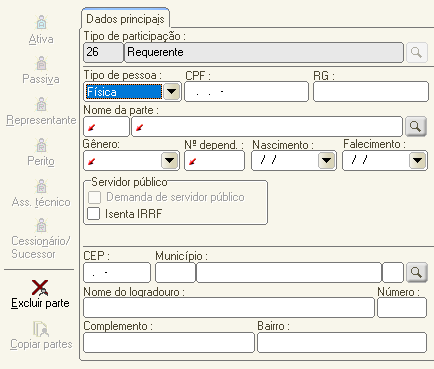 Ativa
Passiva
Representante
Perito
Ass. técnico
Cessionário/
Sucessor
Excluir parte
Copiar partes
Dados principais
Tipo de participação :
26 Requerente
Tipo de pessoa : CPF : RG :
Física . . -
Nome da parte :
Gênero: Nº depend. : Nascimento : Falecimento :
/ / / /
Servidor público
Demanda de servidor público
Isenta IRRF
CEP : Município :
. -
Nome do logradouro : Número :
Complemento : Bairro :